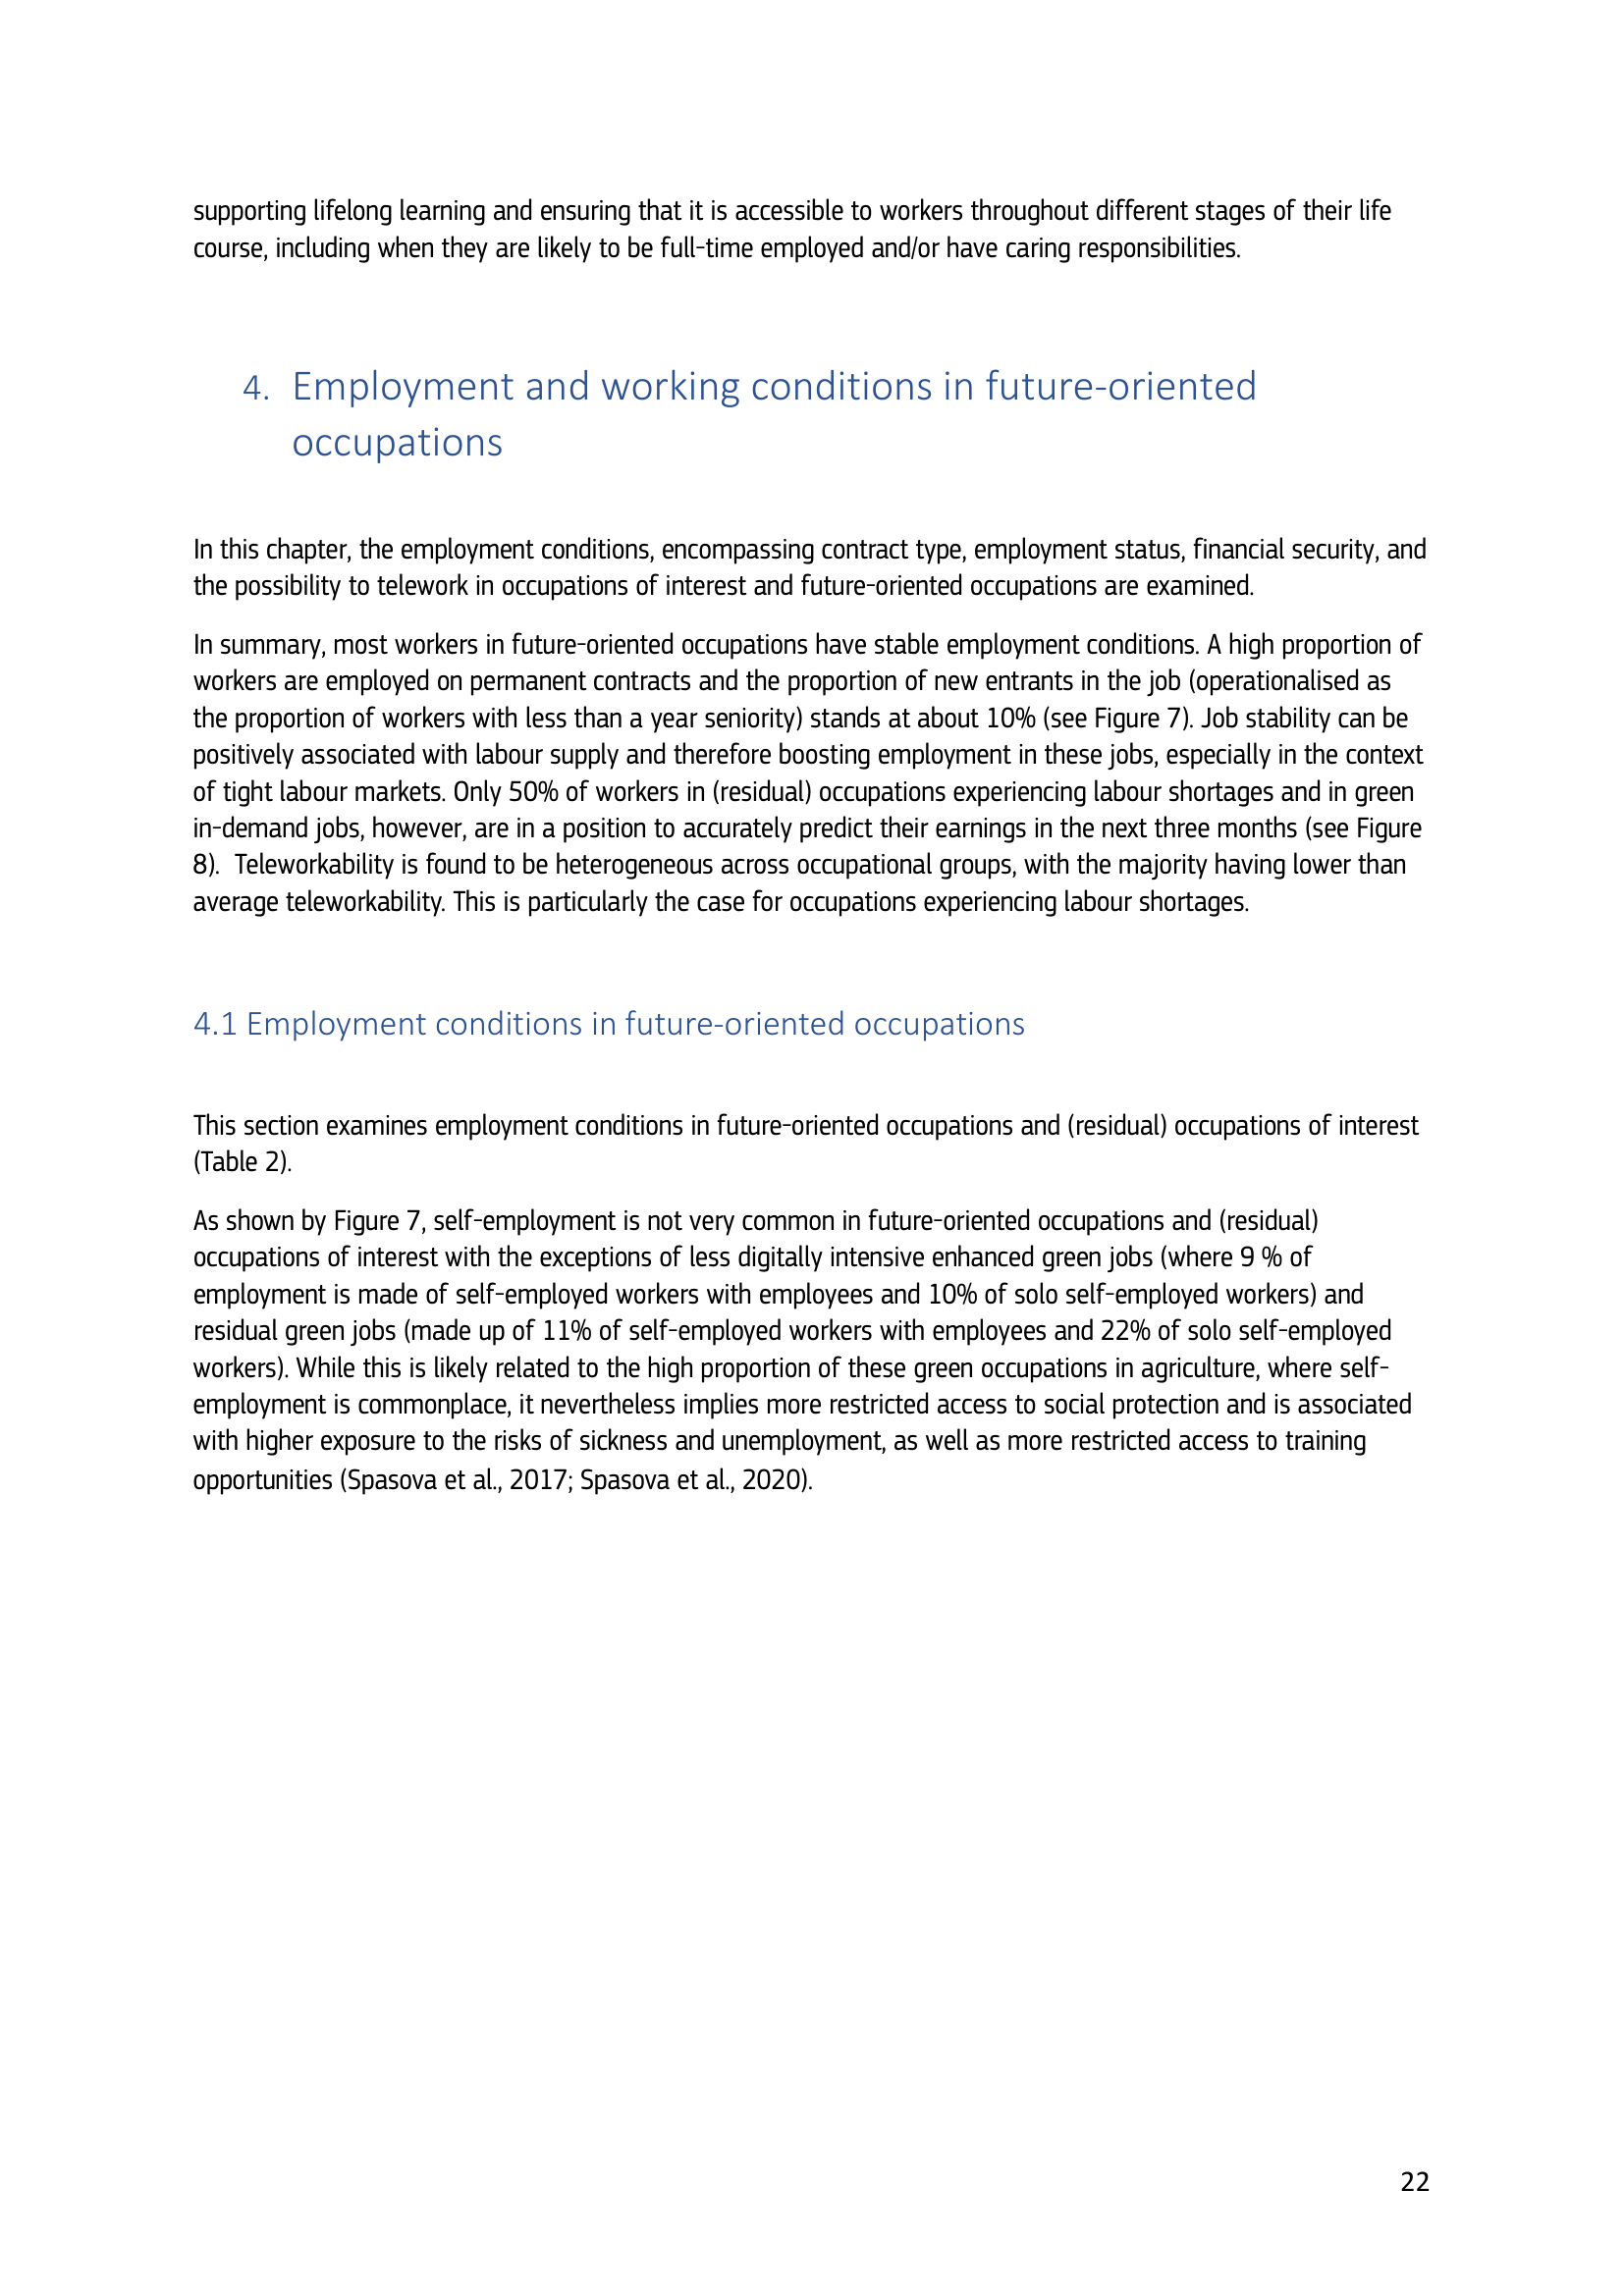 supporting lifelong learning and ensuring that it is accessible to workers throughout different stages of their life
course, including when they are likely to be full-time employed and/or have caring responsibilities.
4. Employment and working conditions in future-oriented
occupations
In this chapter, the employment conditions, encompassing contract type, employment status, financial security, and
the possibility to telework in occupations of interest and future-oriented occupations are examined.
In summary, most workers in future-oriented occupations have stable employment conditions. A high proportion of
workers are employed on permanent contracts and the proportion of new entrants in the job (operationalised as
the proportion of workers with less than a year seniority) stands at about 10% (see Figure 7). Job stability can be
positively associated with labour supply and therefore boosting employment in these jobs, especially in the context
of tight labour markets. Only 50% of workers in (residual) occupations experiencing labour shortages and in green
in-demand jobs, however, are in a position to accurately predict their earnings in the next three months (see Figure
8).  Teleworkability is found to be heterogeneous across occupational groups, with the majority having lower than
average teleworkability. This is particularly the case for occupations experiencing labour shortages.
4.1 Employment conditions in future-oriented occupations
This section examines employment conditions in future-oriented occupations and (residual) occupations of interest
(Table 2).
As shown by Figure 7, self-employment is not very common in future-oriented occupations and (residual)
occupations of interest with the exceptions of less digitally intensive enhanced green jobs (where 9 % of
employment is made of self-employed workers with employees and 10% of solo self-employed workers) and
residual green jobs (made up of 11% of self-employed workers with employees and 22% of solo self-employed
workers). While this is likely related to the high proportion of these green occupations in agriculture, where self-
employment is commonplace, it nevertheless implies more restricted access to social protection and is associated
with higher exposure to the risks of sickness and unemployment, as well as more restricted access to training
opportunities (Spasova et al., 2017; Spasova et al., 2020).
22